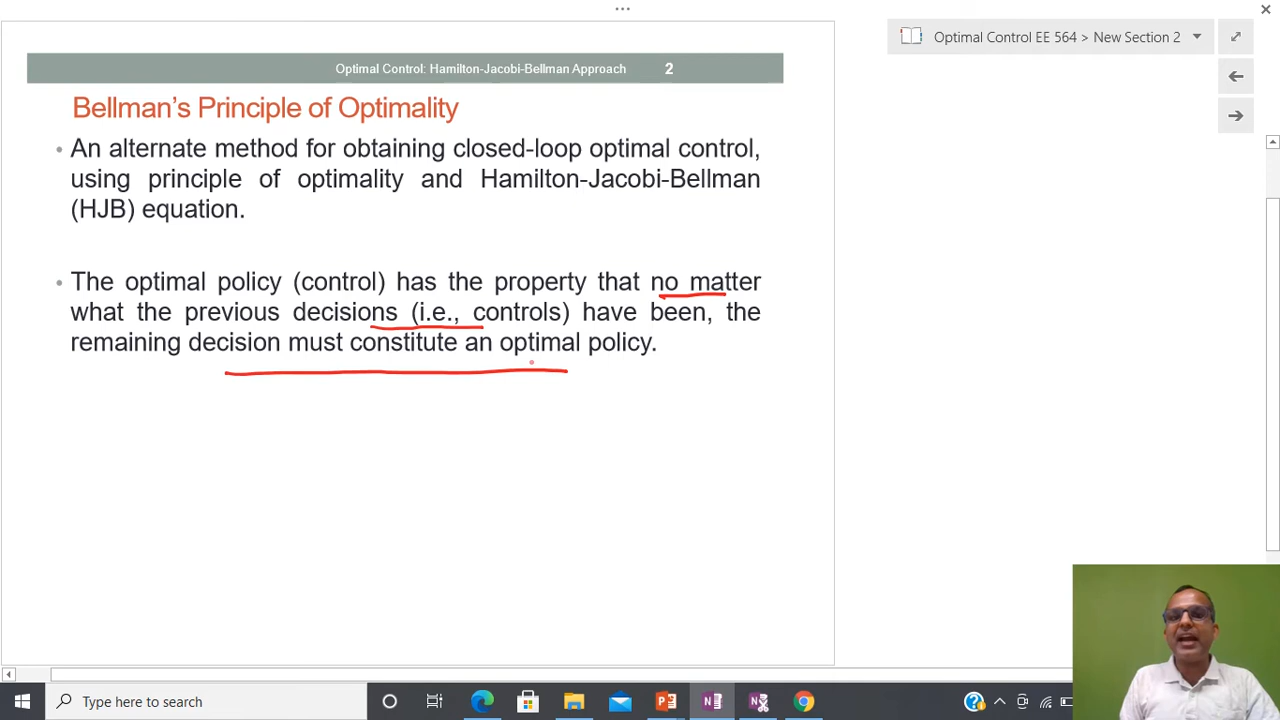 Optimal Control EE 564 > New Section 2
Optimal Control: Hamilton-Jacobi-Bellman Approach 2
Bellman's Principle of Optimality
• An alternate method for obtaining closed-loop optimal control,
using principle of optimality and Hamilton-Jacobi-Bellman
(HJB) equation.
• The optimal policy (control) has the property that no matter
what the previous decisions (i.e., controls) have been, the
remaining decision must constitute an optimal policy.
Type here to search